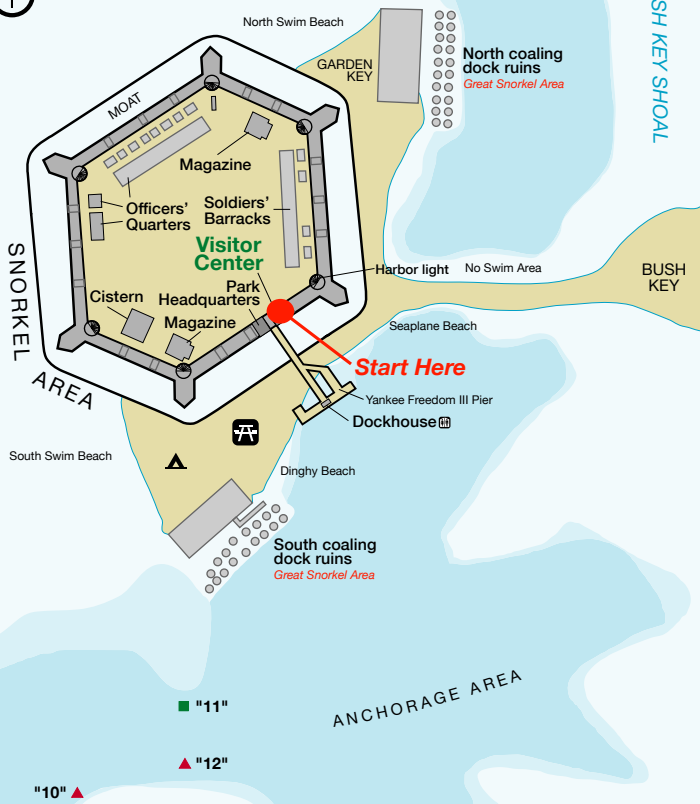 North Swim Beach
GARDEN
KEY
North coaling
dock ruins
Great Snorkel Area
MOAT
Magazine
Officers'
Quarters
Soldiers'
Barracks
Visitor
Center
Harbor light
No Swim Area
BUSH
KEY
Park
Headquarters
Cistern
Magazine
Seaplane Beach
SNORKEL AREA
Start Here
Yankee Freedom III Pier
Dockhouse
South Swim Beach
Dinghy Beach
South coaling
dock ruins
Great Snorkel Area
ANCHORAGE AREA
"11"
"12"
"10"
SH KEY SHOAL